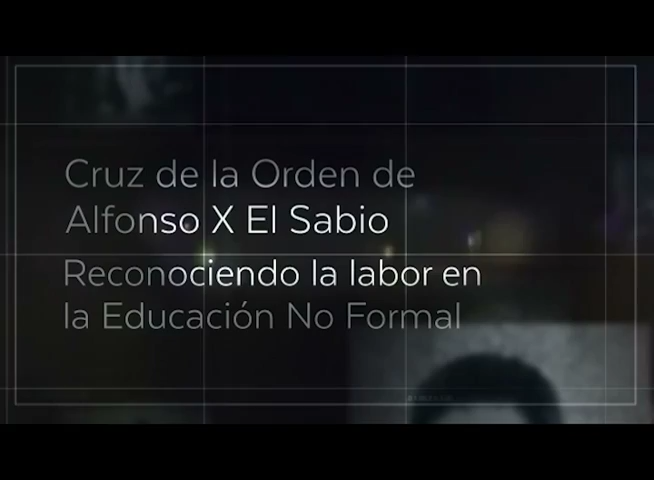 Cruz de la Orden de
Alfonso X El Sabio
Reconociendo la labor en
la Educación No Formal